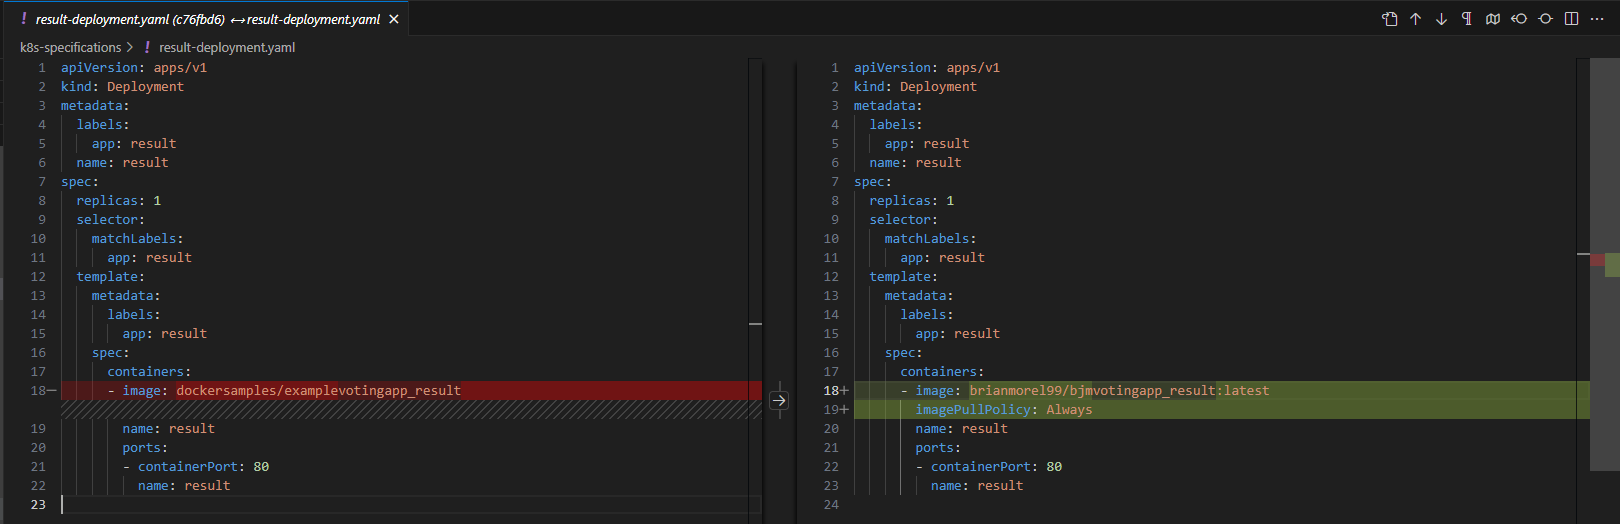 ! result-deployment.yaml (c76fbd6) ↔ result-deployment.yaml ×
k8s-specifications > ! result-deployment.yaml
1 apiVersion: apps/v1
2 kind: Deployment
3 metadata:
4   labels:
5     app: result
6   name: result
7 spec:
8   replicas: 1
9   selector:
10     matchLabels:
11       app: result
12   template:
13     metadata:
14       labels:
15         app: result
16     spec:
17       containers:
18−       - image: dockersamples/examplevotingapp_result
19         name: result
20         ports:
21         - containerPort: 80
22           name: result
23
1 apiVersion: apps/v1
2 kind: Deployment
3 metadata:
4   labels:
5     app: result
6   name: result
7 spec:
8   replicas: 1
9   selector:
10     matchLabels:
11       app: result
12   template:
13     metadata:
14       labels:
15         app: result
16     spec:
17       containers:
18+       - image: brianmorel99/bjmvotingapp_result:latest
19+         imagePullPolicy: Always
20         name: result
21         ports:
22         - containerPort: 80
23           name: result
24